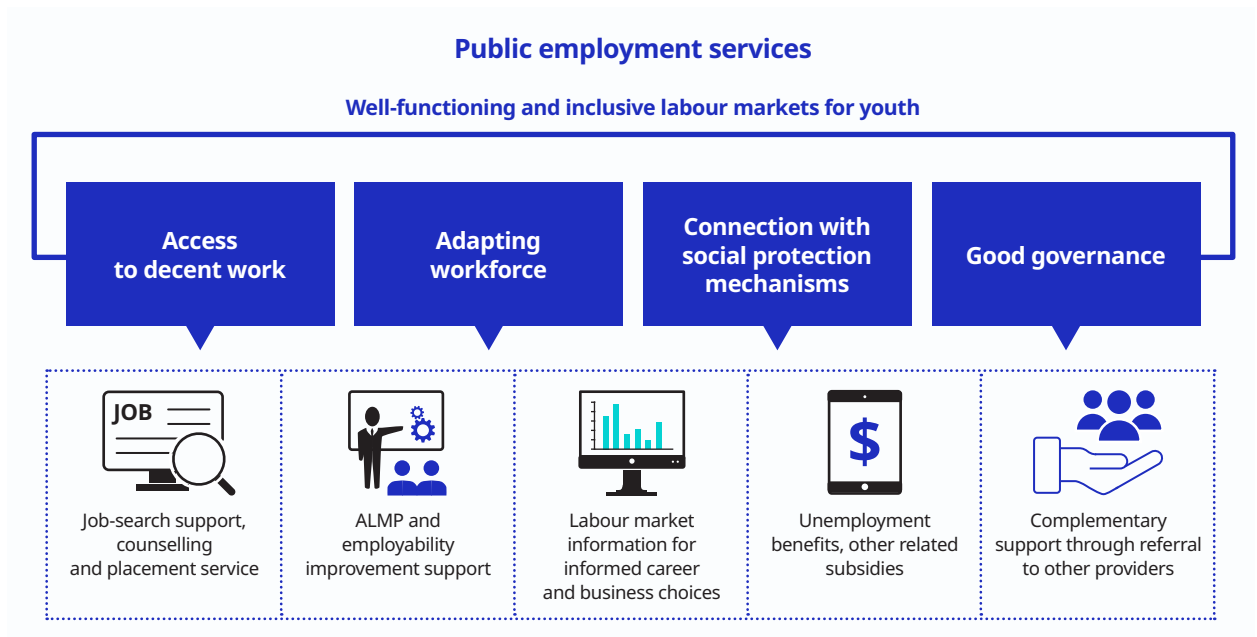 Public employment services
Well-functioning and inclusive labour markets for youth
Access
to decent work
Adapting
workforce
Connection with
social protection
mechanisms
Good governance
JOB
$
Job-search support,
counselling
and placement service
ALMP and
employability
improvement support
Labour market
information for
informed career
and business choices
Unemployment
benefits, other related
subsidies
Complementary
support through referral
to other providers